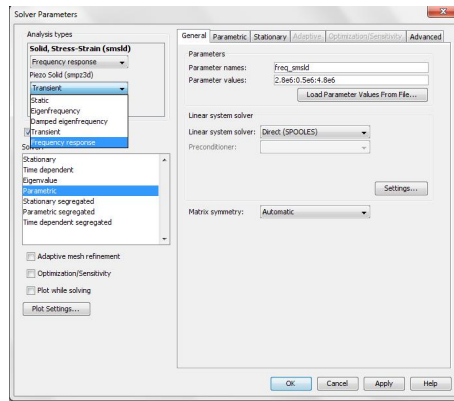 Solver Parameters
Analysis types
Solid, Stress-Strain (smsld)
Frequency response
Piezo Solid (smpz3d)
Transient
Static
Eigenfrequency
Damped eigenfrequency
Transient
Frequency response
Stationary
Time dependent
Eigenvalue
Parametric
Stationary segregated
Parametric segregated
Time dependent segregated
Adaptive mesh refinement
Optimization/Sensitivity
Plot while solving
Plot Settings...
General Parametric Stationary Adaptive Optimization/Sensitivity Advanced
Parameters
Parameter names: freq_smsld
Parameter values: 2.8e6:0.5e6:4.8e6
Load Parameter Values From File...
Linear system solver
Linear system solver: Direct (SPOOLES)
Preconditioner:
Settings...
Matrix symmetry: Automatic
OK Cancel Apply Help